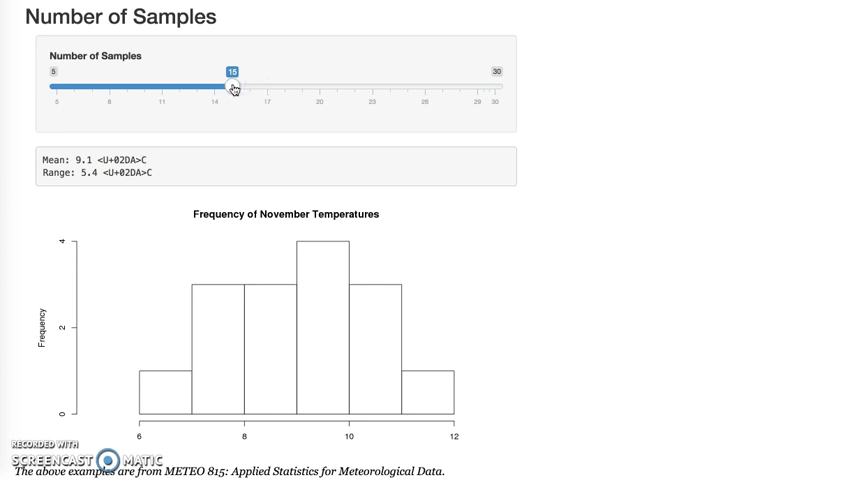 Number of Samples
Number of Samples
5 15 30
5 8 11 14 17 20 23 26 29 30
Mean: 9.1 <U+02DA>C
Range: 5.4 <U+02DA>C
Frequency of November Temperatures
Frequency
0 2 4
6 8 10 12
RECORDED WITH
SCREENCAST MATIC
The above examples are from METEO 815: Applied Statistics for Meteorological Data.